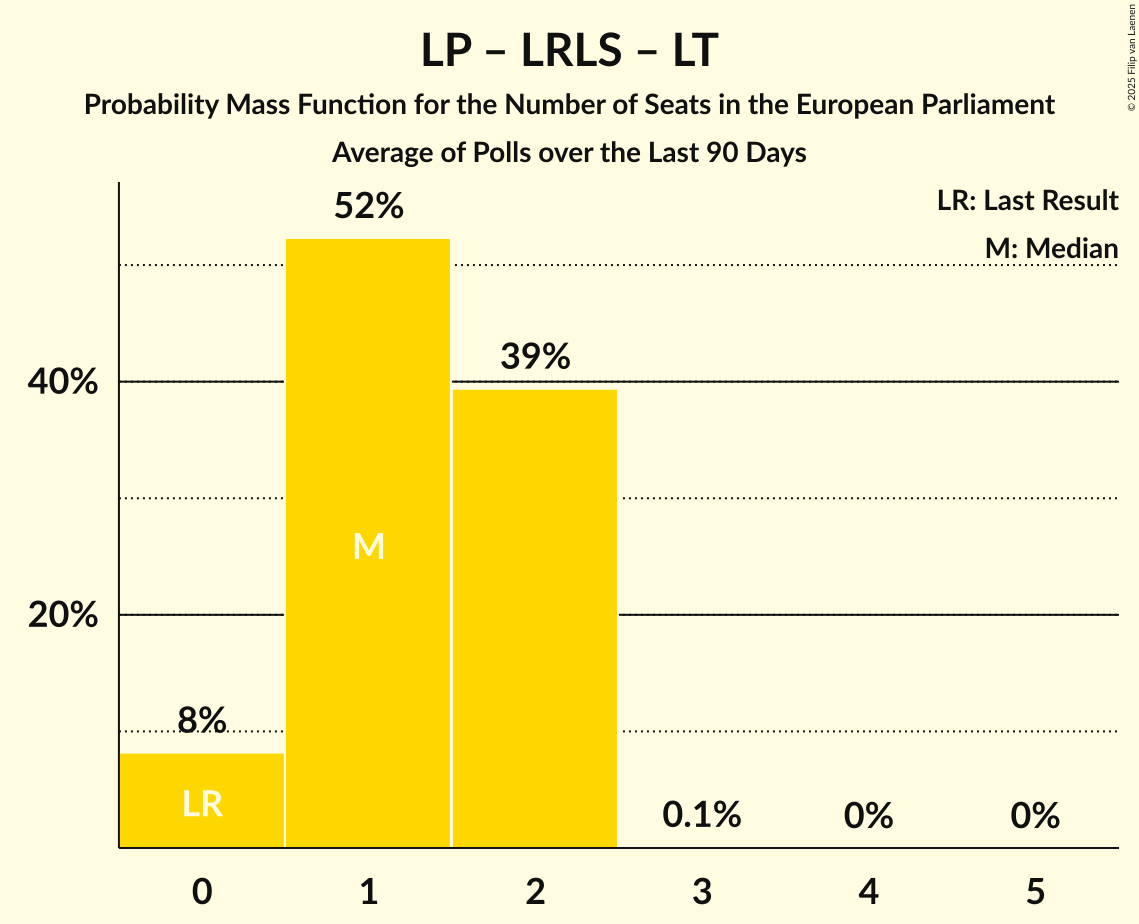 LP – LRLS – LT
Probability Mass Function for the Number of Seats in the European Parliament
Average of Polls over the Last 90 Days
© 2025 Filip van Laenen
LR: Last Result
M: Median
52%
39%
40%
M
20%
8%
LR
0.1%
0%
0%
0
1
2
3
4
5